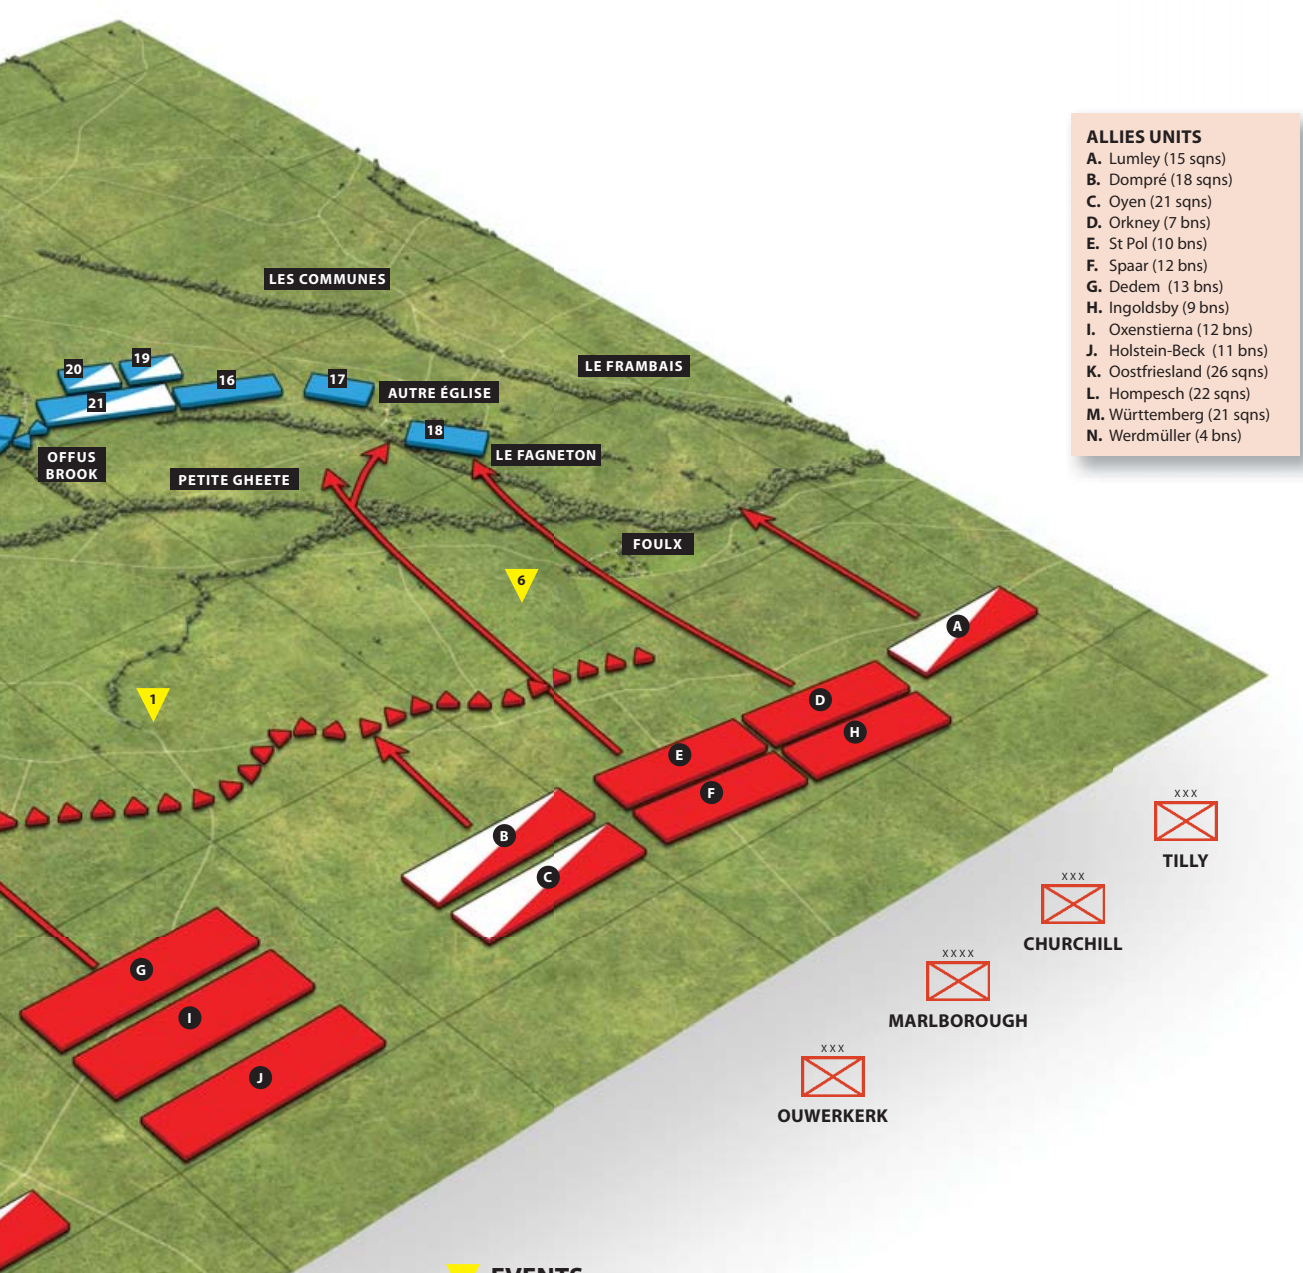 ALLIES UNITS
A. Lumley (15 sqns)
B. Dompré (18 sqns)
C. Oyen (21 sqns)
D. Orkney (7 bns)
E. St Pol (10 bns)
F. Spaar (12 bns)
G. Dedem (13 bns)
H. Ingoldsby (9 bns)
I. Oxenstierna (12 bns)
J. Holstein-Beck (11 bns)
K. Oostfriesland (26 sqns)
L. Hompesch (22 sqns)
M. Württemberg (21 sqns)
N. Werdmüller (4 bns)
LES COMMUNES
LE FRAMBAIS
20
19
16
17
21
AUTRE ÉGLISE
18
OFFUS
BROOK
LE FAGNETON
PETITE GHEETE
FOULX
6
1
A
D
H
E
F
B
C
G
I
J
xxx
TILLY
xxx
CHURCHILL
xxxx
MARLBOROUGH
xxx
OUWERKERK
EVENTS